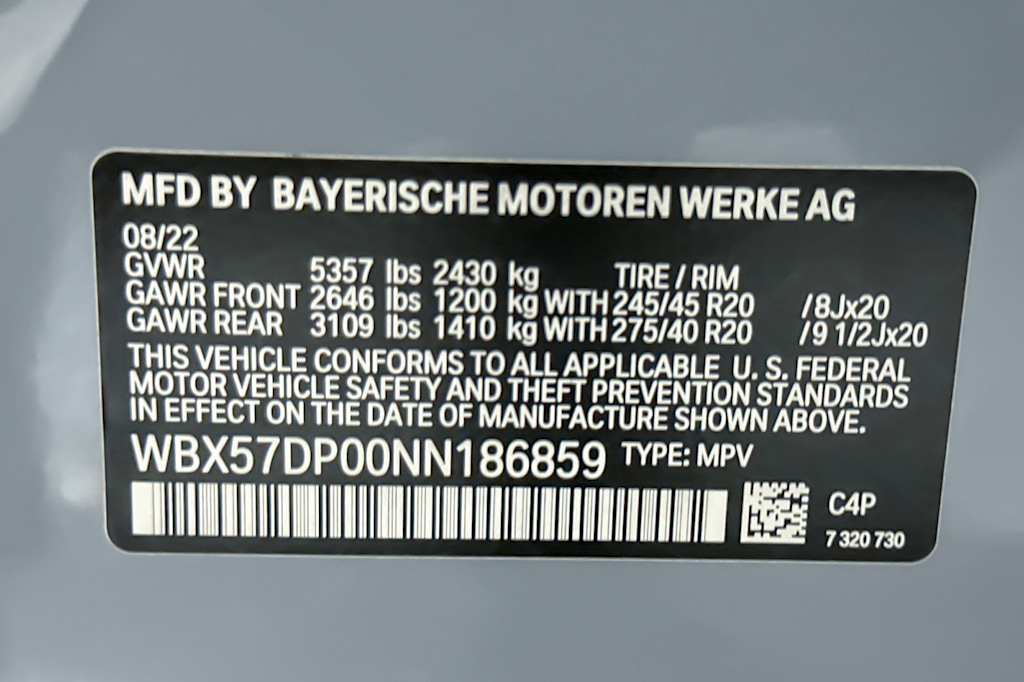 MFD BY BAYERISCHE MOTOREN WERKE AG
08/22
GVWR 5357 lbs 2430 kg TIRE / RIM
GAWR FRONT 2646 lbs 1200 kg WITH 245/45 R20 /8Jx20
GAWR REAR 3109 lbs 1410 kg WITH 275/40 R20 /9 1/2Jx20
THIS VEHICLE CONFORMS TO ALL APPLICABLE U. S. FEDERAL
MOTOR VEHICLE SAFETY AND THEFT PREVENTION STANDARDS
IN EFFECT ON THE DATE OF MANUFACTURE SHOWN ABOVE.
WBX57DP00NN186859 TYPE: MPV
C4P
7 320 730